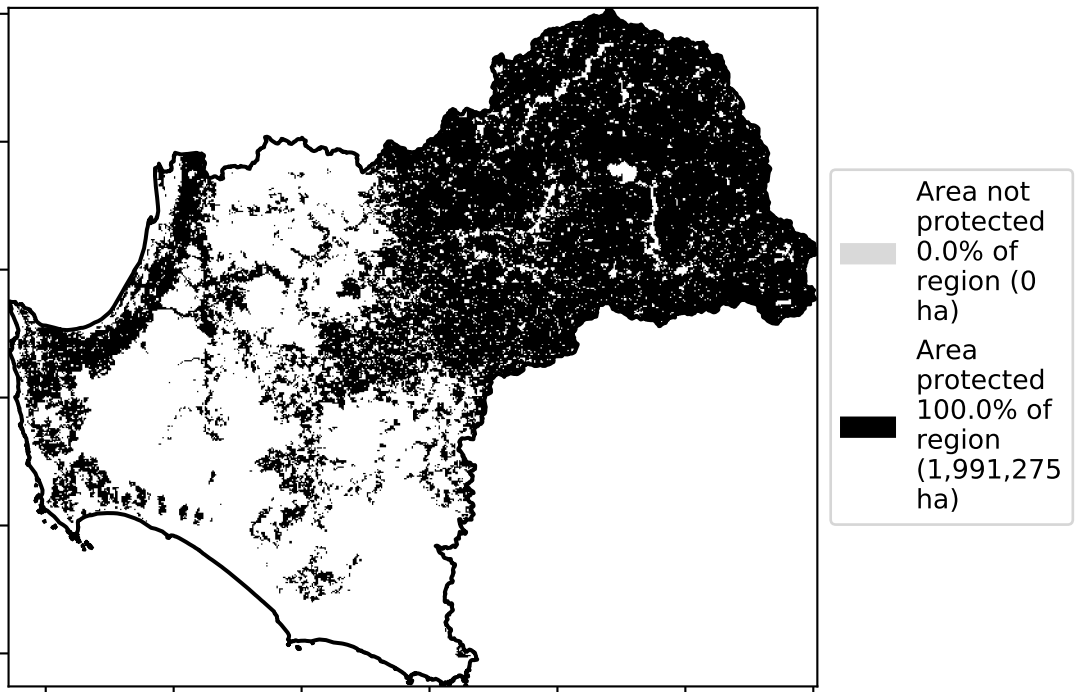 Area not
protected
0.0% of
region (0
ha)
Area
protected
100.0% of
region
(1,991,275
ha)